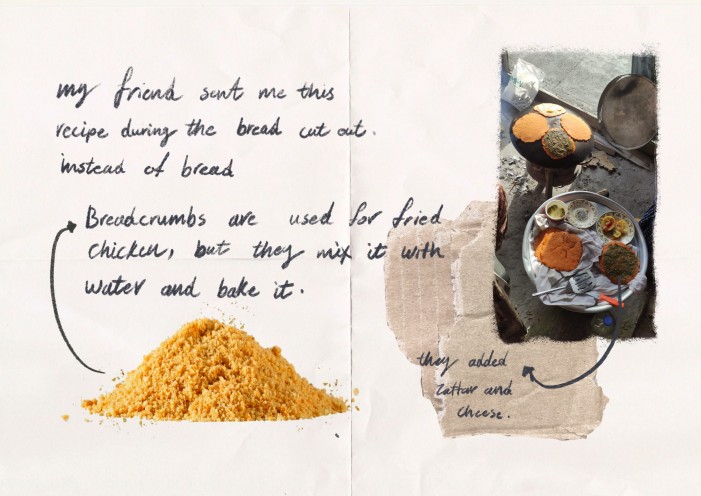 my friend sent me this
recipe during the bread cut out.
instead of bread
Breadcrumbs are used for fried
chicken, but they mix it with
water and bake it.
they added
zattar and
cheese.